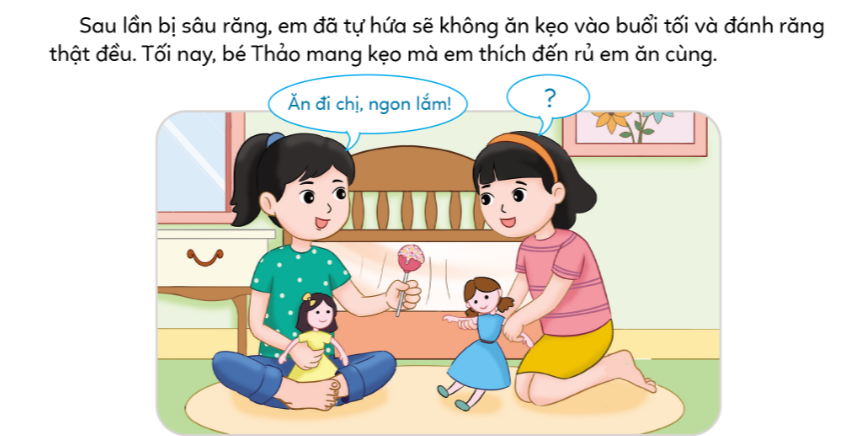 Sau lần bị sâu răng, em đã tự hứa sẽ không ăn kẹo vào buổi tối và đánh răng
thật đều. Tối nay, bé Thảo mang kẹo mà em thích đến rủ em ăn cùng.
Ăn đi chị, ngon lắm!
?